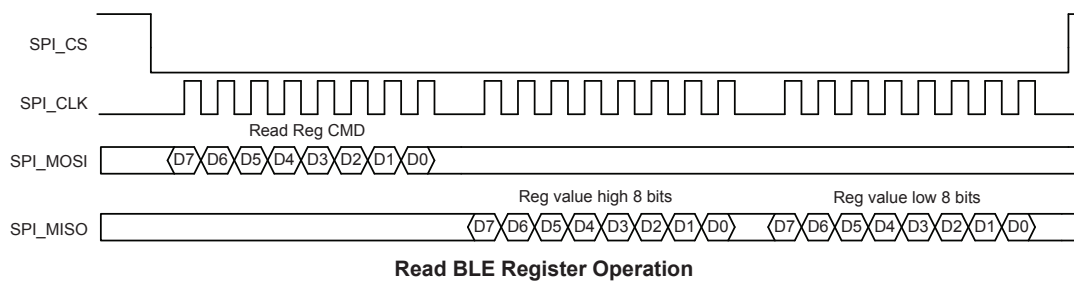 SPI_CS
SPI_CLK
Read Reg CMD
SPI_MOSI D7 D6 D5 D4 D3 D2 D1 D0
Reg value high 8 bits Reg value low 8 bits
SPI_MISO D7 D6 D5 D4 D3 D2 D1 D0 D7 D6 D5 D4 D3 D2 D1 D0
Read BLE Register Operation